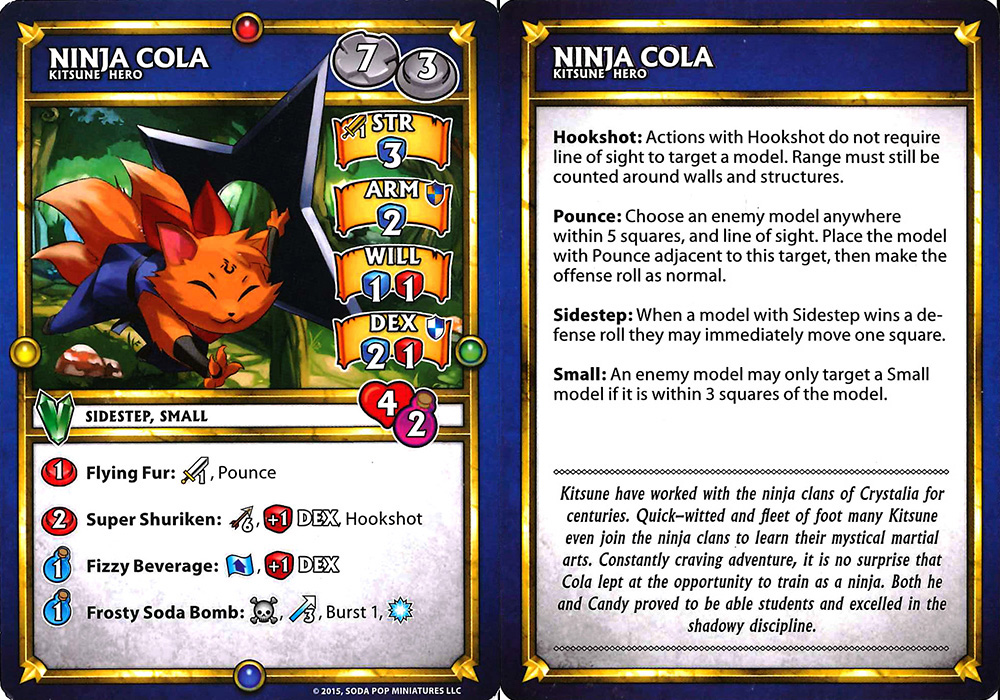 NINJA COLA
KITSUNE HERO
7
3
STR
3
ARM
2
WILL
1 1
DEX
2 1
SIDESTEP, SMALL
4
2
1 Flying Fur: , Pounce
2 Super Shuriken: 6, +1 DEX, Hookshot
1 Fizzy Beverage: , +1 DEX
1 Frosty Soda Bomb: , 3, Burst 1,
© 2015, SODA POP MINIATURES LLC
NINJA COLA
KITSUNE HERO
Hookshot: Actions with Hookshot do not require
line of sight to target a model. Range must still be
counted around walls and structures.
Pounce: Choose an enemy model anywhere
within 5 squares, and line of sight. Place the model
with Pounce adjacent to this target, then make the
offense roll as normal.
Sidestep: When a model with Sidestep wins a de-
fense roll they may immediately move one square.
Small: An enemy model may only target a Small
model if it is within 3 squares of the model.
Kitsune have worked with the ninja clans of Crystalia for
centuries. Quick–witted and fleet of foot many Kitsune
even join the ninja clans to learn their mystical martial
arts. Constantly craving adventure, it is no surprise that
Cola lept at the opportunity to train as a ninja. Both he
and Candy proved to be able students and excelled in the
shadowy discipline.